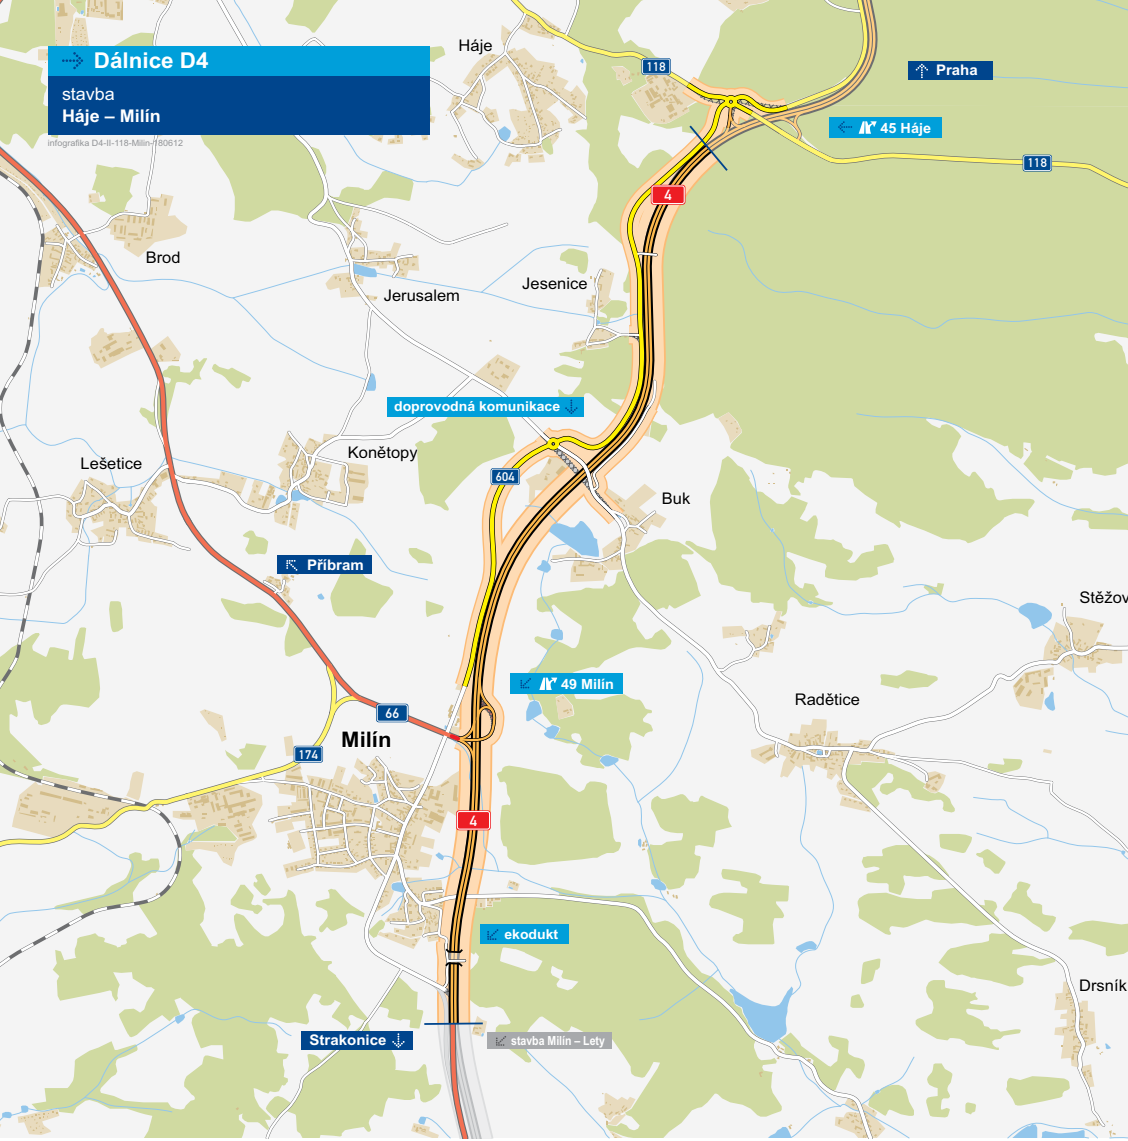 Dálnice D4
stavba
Háje – Milín
infografika D4-II-118-Milín-180612
Háje
118
Praha
45 Háje
118
4
Brod
Jerusalem
Jesenice
doprovodná komunikace
Lešetice
Konětopy
604
Buk
Příbram
Stěžov
49 Milín
Radětice
66
Milín
174
4
ekodukt
Drsník
Strakonice
stavba Milín – Lety